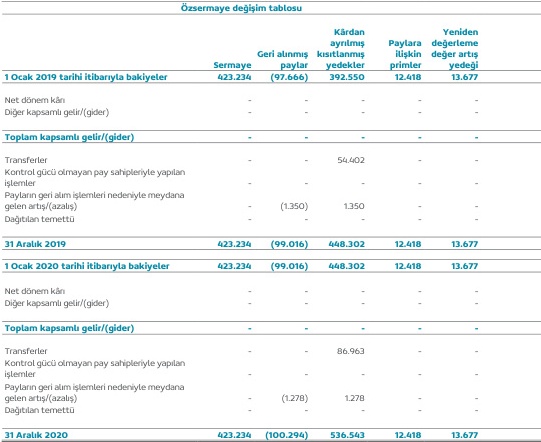 Özsermaye değişim tablosu
Kârdan
ayrılmış Paylara Yeniden değerleme
Geri alınmış kısıtlanmış ilişkin değer artış
Sermaye paylar yedekler primler yedeği
1 Ocak 2019 tarihi itibarıyla bakiyeler 423.234 (97.666) 392.550 12.418 13.677
Net dönem kârı - - - - -
Diğer kapsamlı gelir/(gider) - - - - -
Toplam kapsamlı gelir/(gider) - - - - -
Transferler - - 54.402 - -
Kontrol gücü olmayan pay sahipleriyle yapılan
işlemler - - - - -
Payların geri alım işlemleri nedeniyle meydana
gelen artış/(azalış) - (1.350) 1.350 - -
Dağıtılan temettü - - - - -
31 Aralık 2019 423.234 (99.016) 448.302 12.418 13.677
1 Ocak 2020 tarihi itibarıyla bakiyeler 423.234 (99.016) 448.302 12.418 13.677
Net dönem kârı - - - - -
Diğer kapsamlı gelir/(gider) - - - - -
Toplam kapsamlı gelir/(gider) - - - - -
Transferler - - 86.963 - -
Kontrol gücü olmayan pay sahipleriyle yapılan
işlemler - - - - -
Payların geri alım işlemleri nedeniyle meydana
gelen artış/(azalış) - (1.278) 1.278 - -
Dağıtılan temettü - - - - -
31 Aralık 2020 423.234 (100.294) 536.543 12.418 13.677